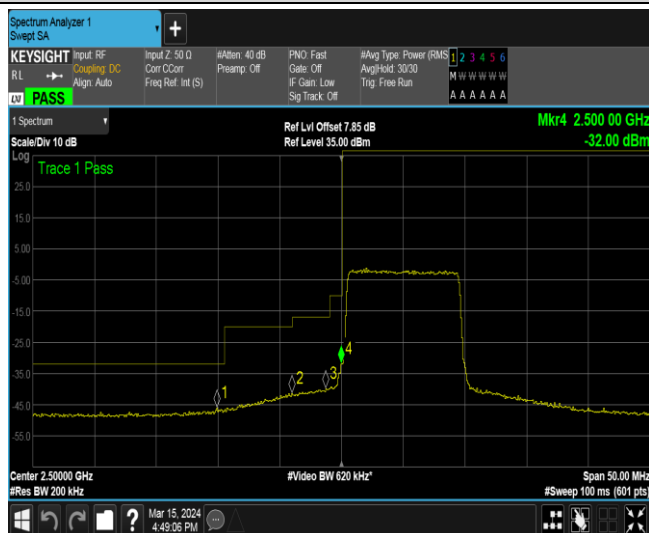 Spectrum Analyzer 1
Swept SA
KEYSIGHT
RL
Input: RF
Coupling: DC
Align: Auto
Input Z: 50 Ω
Corr CCorr
Freq Ref: Int (S)
#Atten: 40 dB
Preamp: Off
PNO: Fast
Gate: Off
IF Gain: Low
Sig Track: Off
#Avg Type: Power (RMS
Avg|Hold: 30/30
Trig: Free Run
1 2 3 4 5 6
M W W W W W
A A A A A A
LXI PASS
1 Spectrum
Scale/Div 10 dB
Log
Ref Lvl Offset 7.85 dB
Ref Level 35.00 dBm
Mkr4 2.500 00 GHz
-32.00 dBm
Trace 1 Pass
25.0
15.0
5.00
-5.00
-15.0
-25.0
-35.0
-45.0
-55.0
1
2
3
4
Center 2.50000 GHz
#Res BW 200 kHz
#Video BW 620 kHz*
Span 50.00 MHz
#Sweep 100 ms (601 pts)
Mar 15, 2024
4:49:06 PM